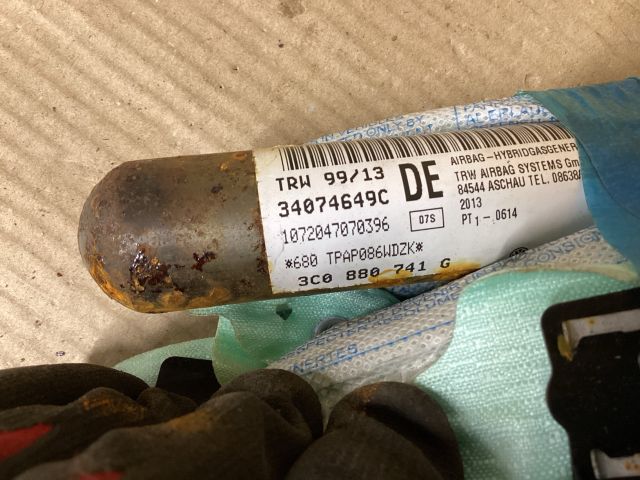 TRW 99/13
34074649C
DE
1072047070396
07S
*680 TPAP086WDZK*
3C0 880 741 G
AIRBAG-HYBRIDGASGENER
TRW AIRBAG SYSTEMS Gm
84544 ASCHAU TEL. 08638/
2013
PT1-.0614
NERTES